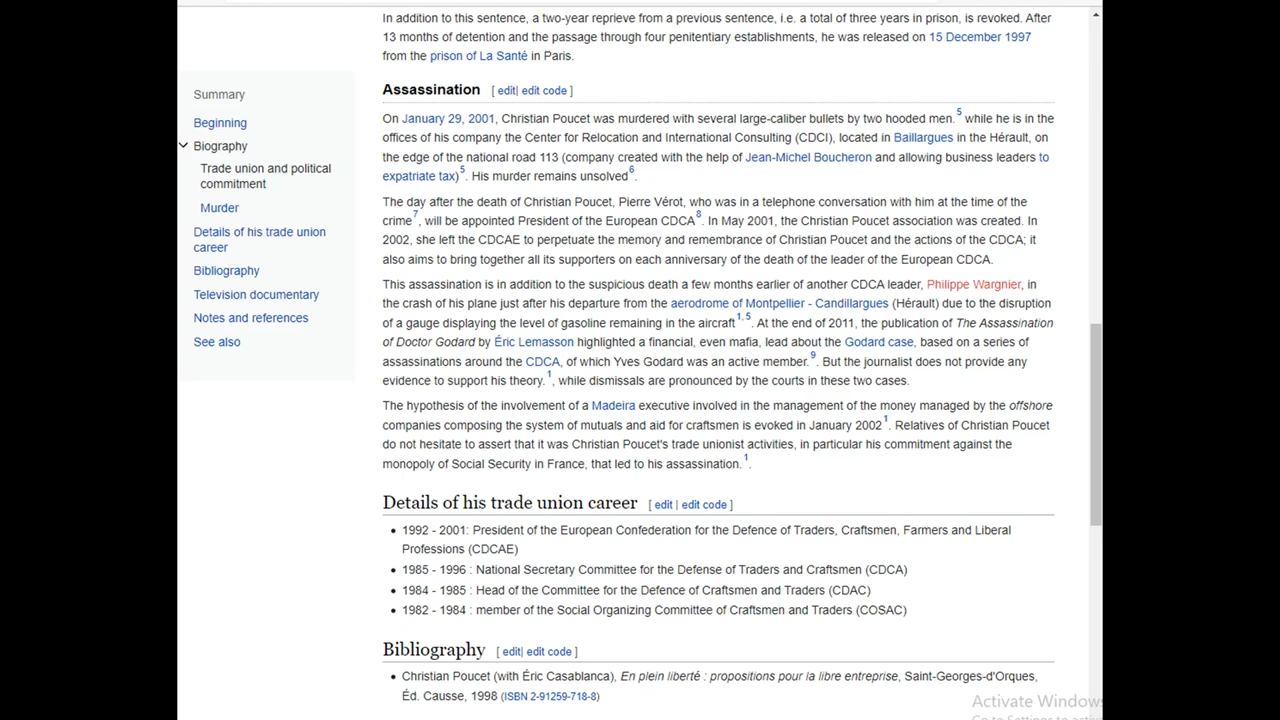 In addition to this sentence, a two-year reprieve from a previous sentence, i.e. a total of three years in prison, is revoked. After
13 months of detention and the passage through four penitentiary establishments, he was released on 15 December 1997
from the prison of La Santé in Paris.
Summary
Beginning
Biography
Trade union and political
commitment
Murder
Details of his trade union
career
Bibliography
Television documentary
Notes and references
See also
Assassination [ edit| edit code ]
On January 29, 2001, Christian Poucet was murdered with several large-caliber bullets by two hooded men.5 while he is in the
offices of his company the Center for Relocation and International Consulting (CDCI), located in Baillargues in the Hérault, on
the edge of the national road 113 (company created with the help of Jean-Michel Boucheron and allowing business leaders to
expatriate tax)5. His murder remains unsolved6.
The day after the death of Christian Poucet, Pierre Vérot, who was in a telephone conversation with him at the time of the
crime7, will be appointed President of the European CDCA8. In May 2001, the Christian Poucet association was created. In
2002, she left the CDCAE to perpetuate the memory and remembrance of Christian Poucet and the actions of the CDCA; it
also aims to bring together all its supporters on each anniversary of the death of the leader of the European CDCA.
This assassination is in addition to the suspicious death a few months earlier of another CDCA leader, Philippe Wargnier, in
the crash of his plane just after his departure from the aerodrome of Montpellier - Candillargues (Hérault) due to the disruption
of a gauge displaying the level of gasoline remaining in the aircraft1, 5. At the end of 2011, the publication of The Assassination
of Doctor Godard by Éric Lemasson highlighted a financial, even mafia, lead about the Godard case, based on a series of
assassinations around the CDCA, of which Yves Godard was an active member.9. But the journalist does not provide any
evidence to support his theory.1, while dismissals are pronounced by the courts in these two cases.
The hypothesis of the involvement of a Madeira executive involved in the management of the money managed by the offshore
companies composing the system of mutuals and aid for craftsmen is evoked in January 20021. Relatives of Christian Poucet
do not hesitate to assert that it was Christian Poucet's trade unionist activities, in particular his commitment against the
monopoly of Social Security in France, that led to his assassination.1.
Details of his trade union career [ edit | edit code ]
• 1992 - 2001: President of the European Confederation for the Defence of Traders, Craftsmen, Farmers and Liberal
Professions (CDCAE)
• 1985 - 1996 : National Secretary Committee for the Defense of Traders and Craftsmen (CDCA)
• 1984 - 1985 : Head of the Committee for the Defence of Craftsmen and Traders (CDAC)
• 1982 - 1984 : member of the Social Organizing Committee of Craftsmen and Traders (COSAC)
Bibliography [ edit| edit code ]
• Christian Poucet (with Éric Casablanca), En plein liberté : propositions pour la libre entreprise, Saint-Georges-d'Orques,
Éd. Causse, 1998 (ISBN 2-91259-718-8)
Activate Windows